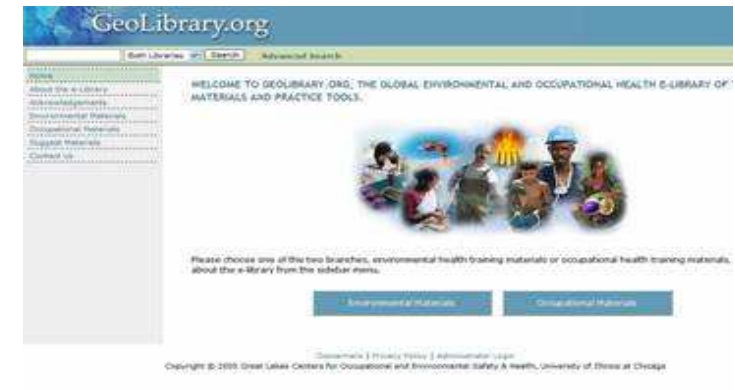 GeoLibrary.org
Both Libraries Search Advanced Search
Home
About the e-Library
Acknowledgements
Environmental Materials
Occupational Materials
Suggest Materials
Contact Us
WELCOME TO GEOLIBRARY.ORG, THE GLOBAL ENVIRONMENTAL AND OCCUPATIONAL HEALTH E-LIBRARY OF
MATERIALS AND PRACTICE TOOLS.
Please choose one of the two branches, environmental health training materials or occupational health training materials,
about the e-library from the sidebar menu.
Environmental Materials Occupational Materials
Disclaimers | Privacy Policy | Administrator Login
Copyright © 2005 Great Lakes Centers for Occupational and Environmental Safety & Health, University of Illinois at Chicago